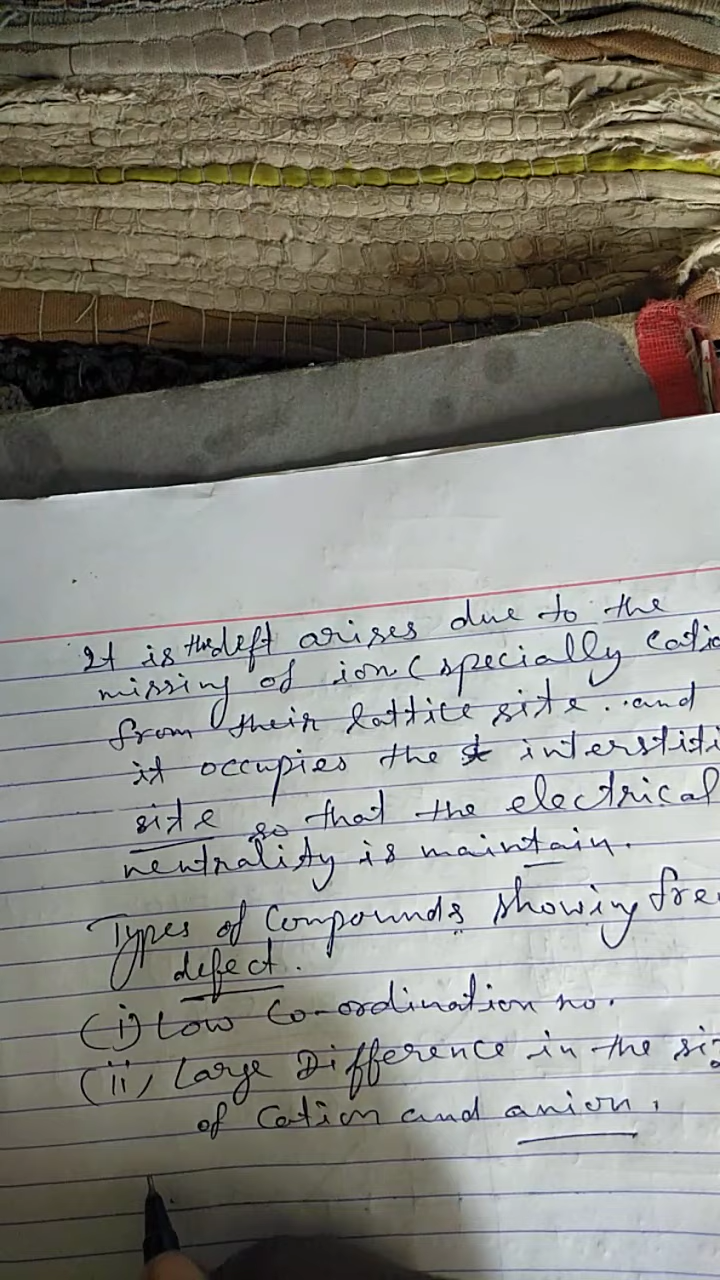 It is the deft arises due to the
missing of ion (specially Catio
from their lattice site. and
it occupies the interstiti
site so that the electrical
neutrality is maintain.
Types of Compounds showing fre
defect.
(i) Low Co-ordination no.
(ii) Large Difference in the siz
of Cation and anion.